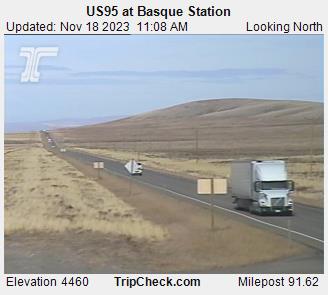 US95 at Basque Station
Updated: Nov 18 2023 11:08 AM Looking North
Elevation 4460 TripCheck.com Milepost 91.62